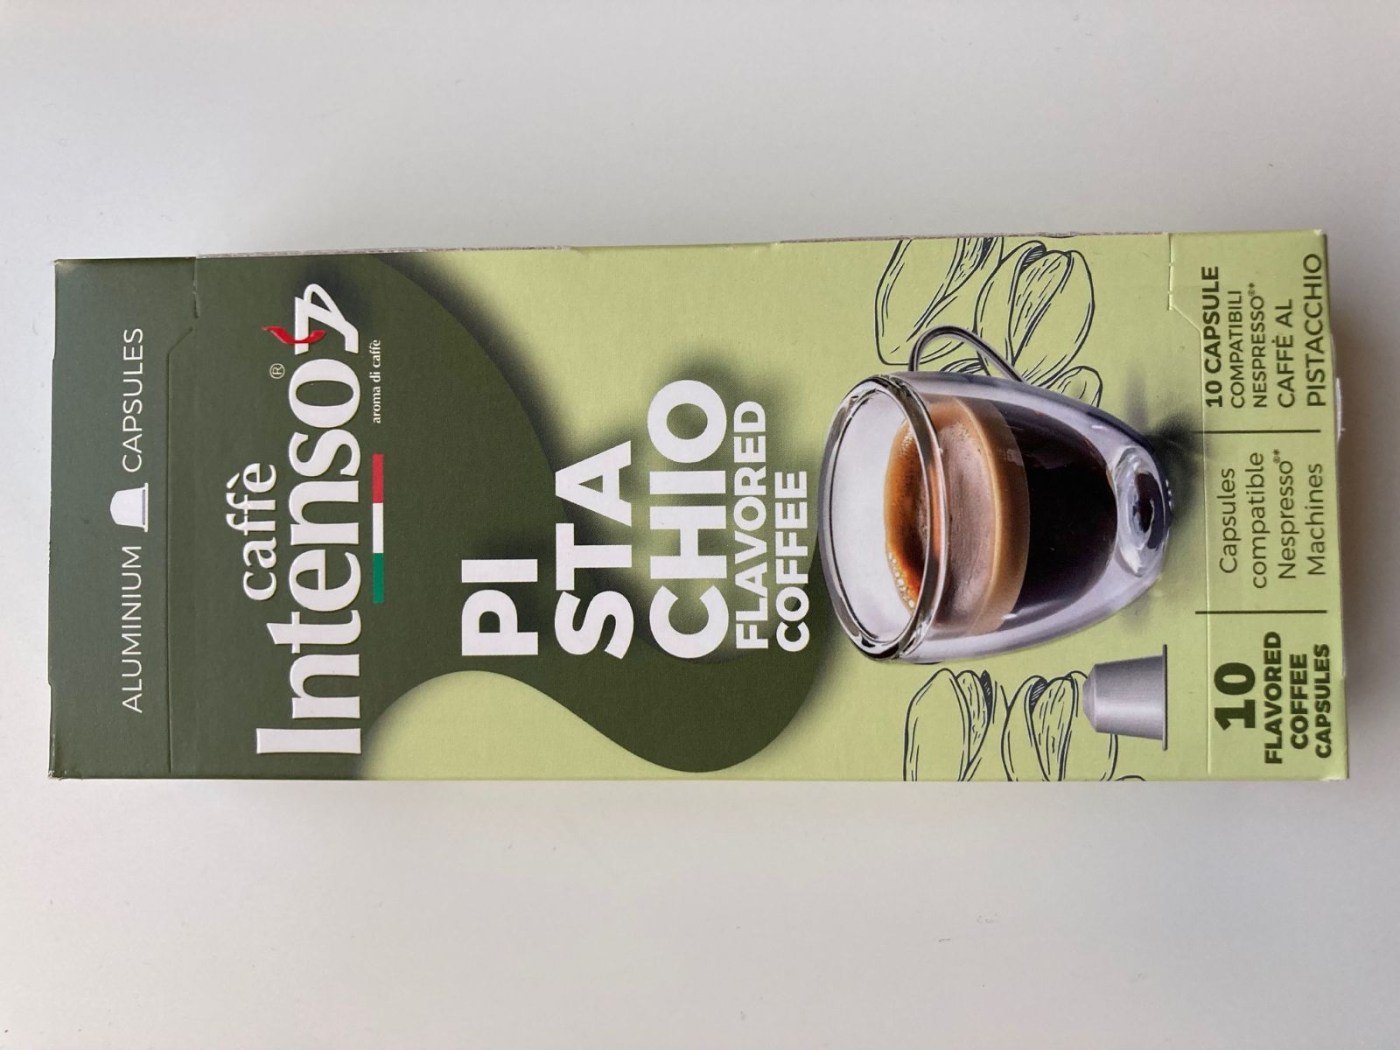 ALUMINIUM CAPSULES
caffè
Intenso
®
aroma di caffè
PI
STA
CHIO
FLAVORED
COFFEE
10
FLAVORED
COFFEE
CAPSULES
Capsules
compatible
Nespresso®*
Machines
10 CAPSULE
COMPATIBILI
NESPRESSO®*
CAFFÈ AL
PISTACCHIO